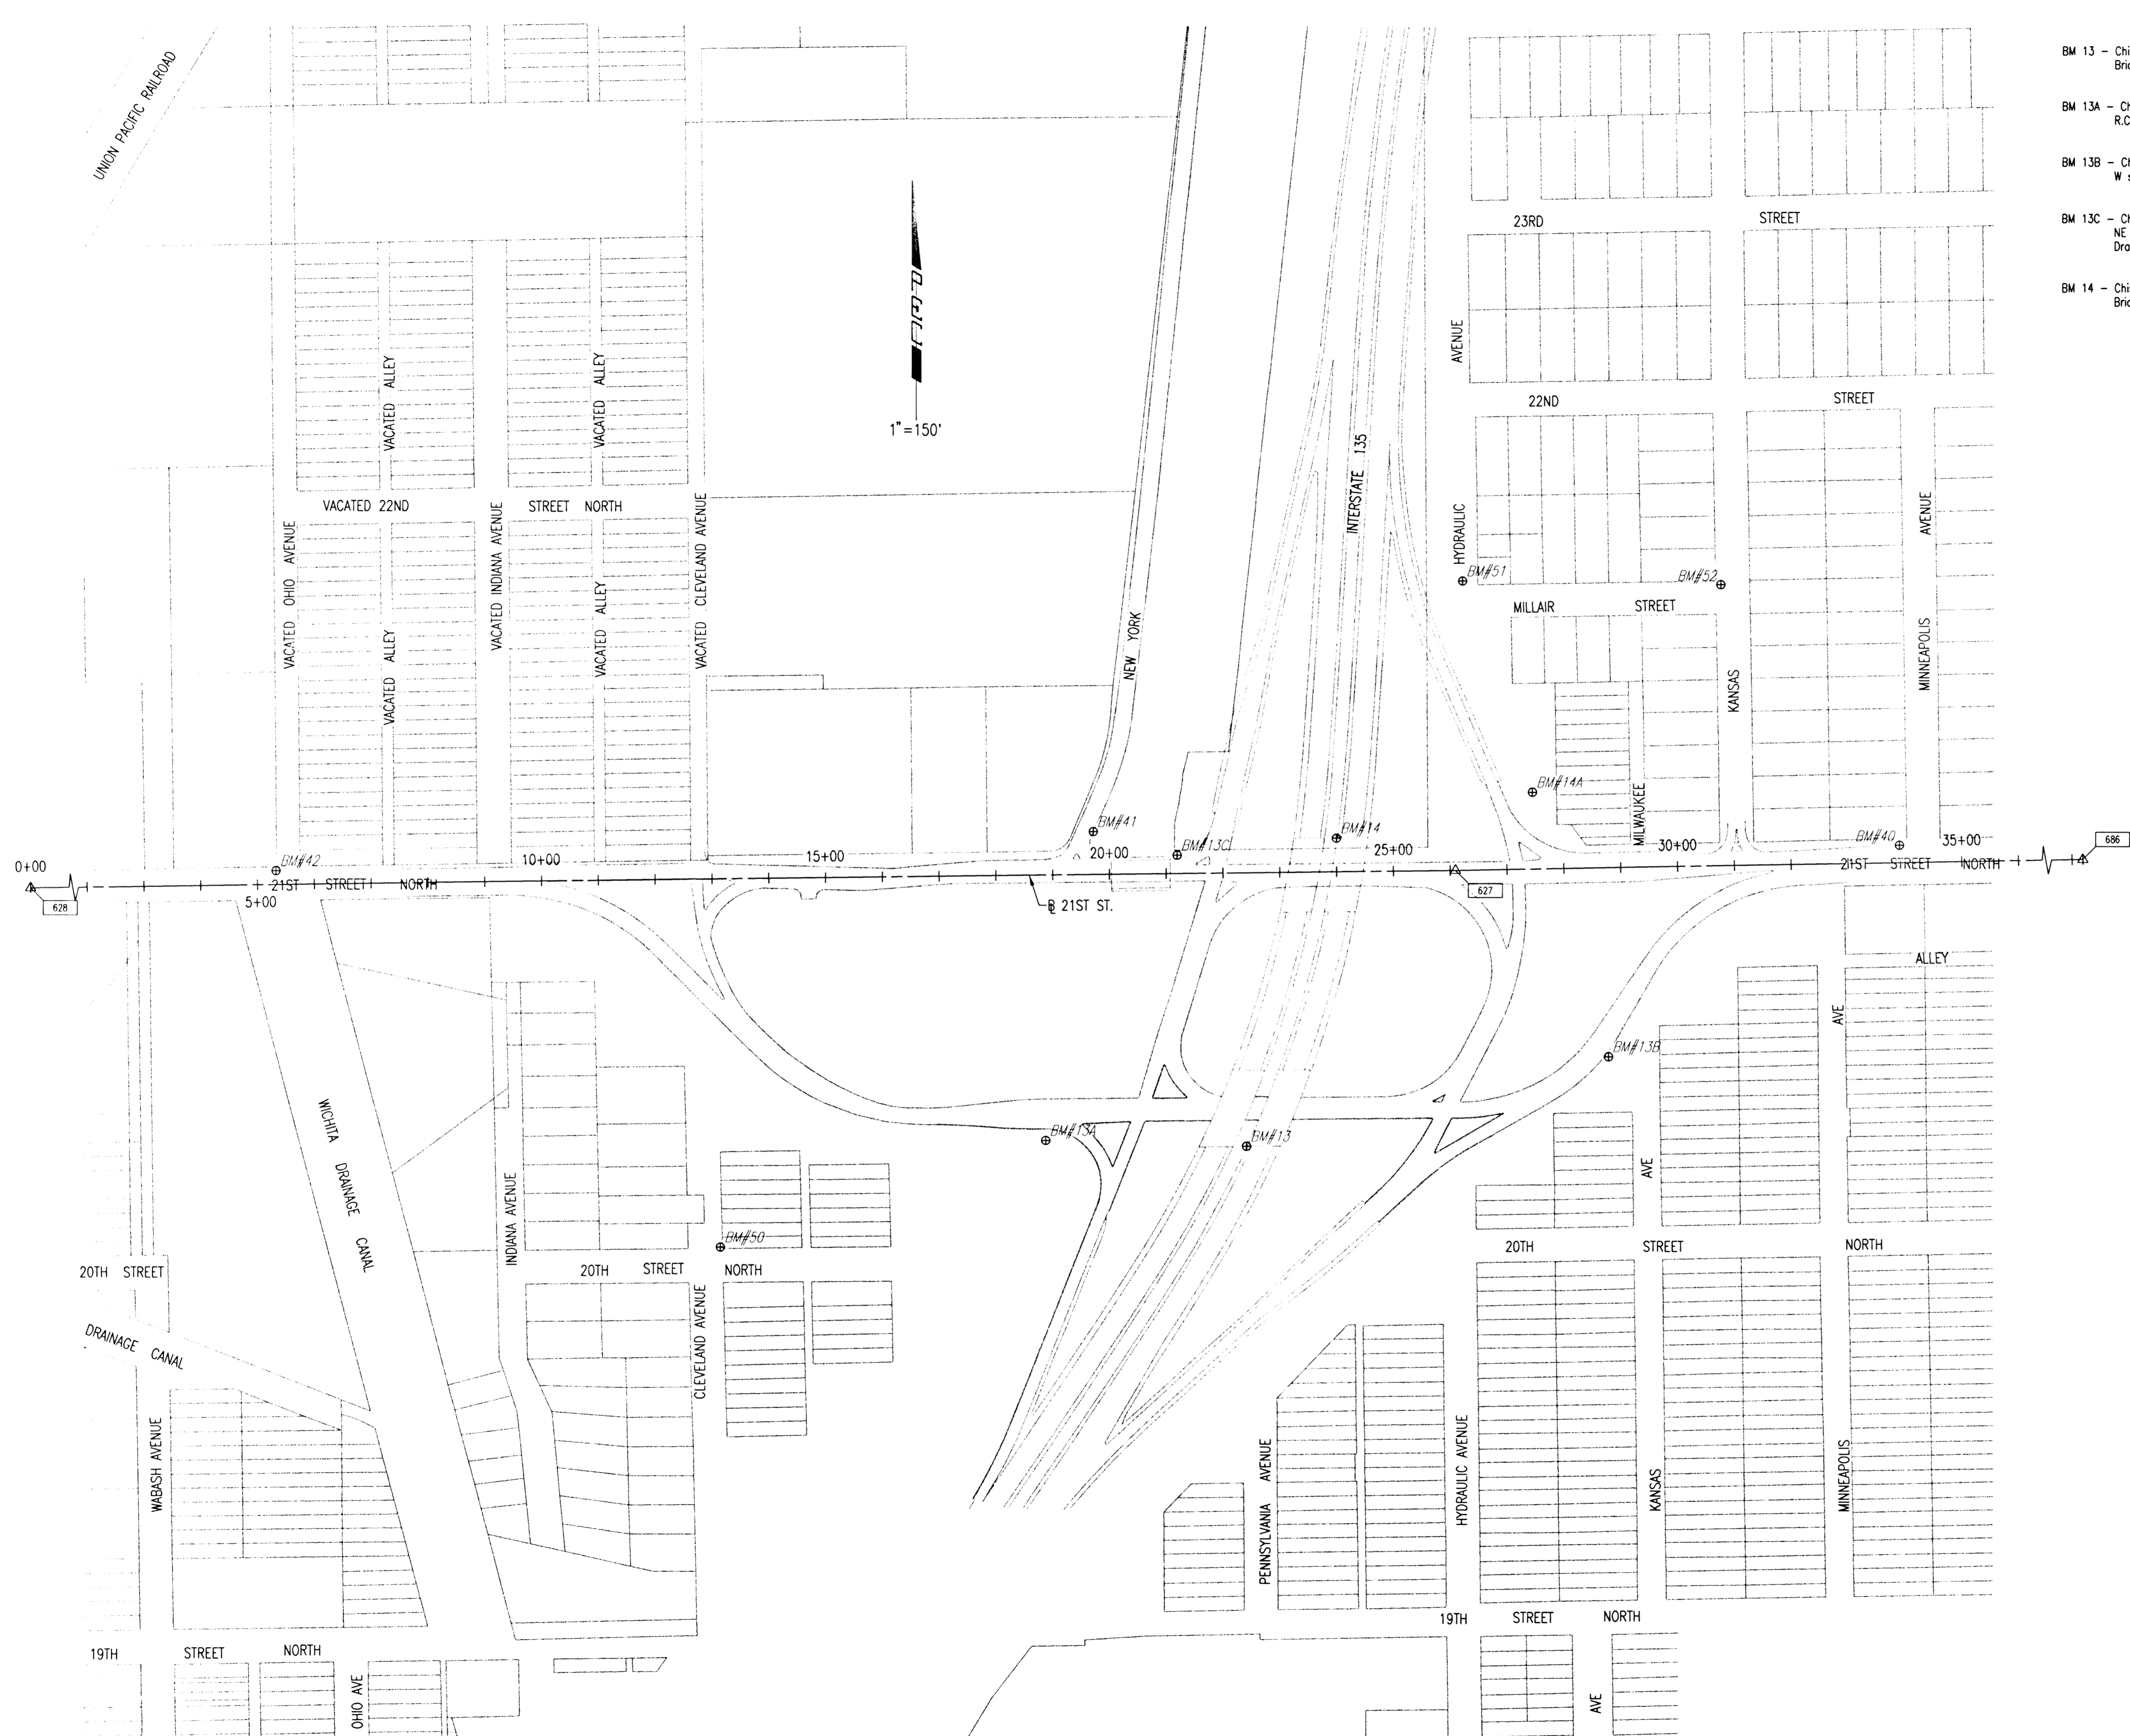 UNION PACIFIC RAILROAD
BM 13 - Chi
Bri
BM 13A - Ch
R.C
BM 13B - Ch
W s
BM 13C - Ch
NE
Dra
BM 14 - Chi
Bri
23RD STREET
1"=150'
AVENUE
HYDRAULIC
22ND STREET
INTERSTATE 135
VACATED ALLEY
VACATED ALLEY
VACATED 22ND STREET NORTH
VACATED OHIO AVENUE
VACATED ALLEY
VACATED INDIANA AVENUE
VACATED ALLEY
VACATED CLEVELAND AVENUE
NEW YORK
BM#51
BM#52
MILLAIR STREET
KANSAS
MINNEAPOLIS AVENUE
MILWAUKEE
BM#14A
BM#41
BM#13C
BM#14
BM#40
BM#42
0+00
5+00
10+00
15+00
20+00
25+00
30+00
35+00
628
627
686
21ST STREET NORTH
21ST STREET NORTH
21ST ST.
ALLEY
AVE
BM#13B
BM#13A
BM#13
AVE
WICHITA DRAINAGE CANAL
INDIANA AVENUE
BM#50
20TH STREET
20TH STREET NORTH
20TH STREET NORTH
DRAINAGE CANAL
CLEVELAND AVENUE
WABASH AVENUE
PENNSYLVANIA AVENUE
HYDRAULIC AVENUE
KANSAS
MINNEAPOLIS
19TH STREET NORTH
19TH STREET NORTH
OHIO AVE
AVE